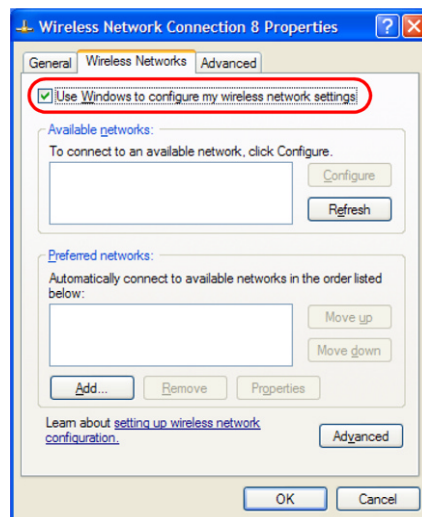 Wireless Network Connection 8 Properties
General Wireless Networks Advanced
Use Windows to configure my wireless network settings
Available networks:
To connect to an available network, click Configure.
Configure
Refresh
Preferred networks:
Automatically connect to available networks in the order listed
below:
Move up
Move down
Add... Remove Properties
Learn about setting up wireless network
configuration.
Advanced
OK Cancel